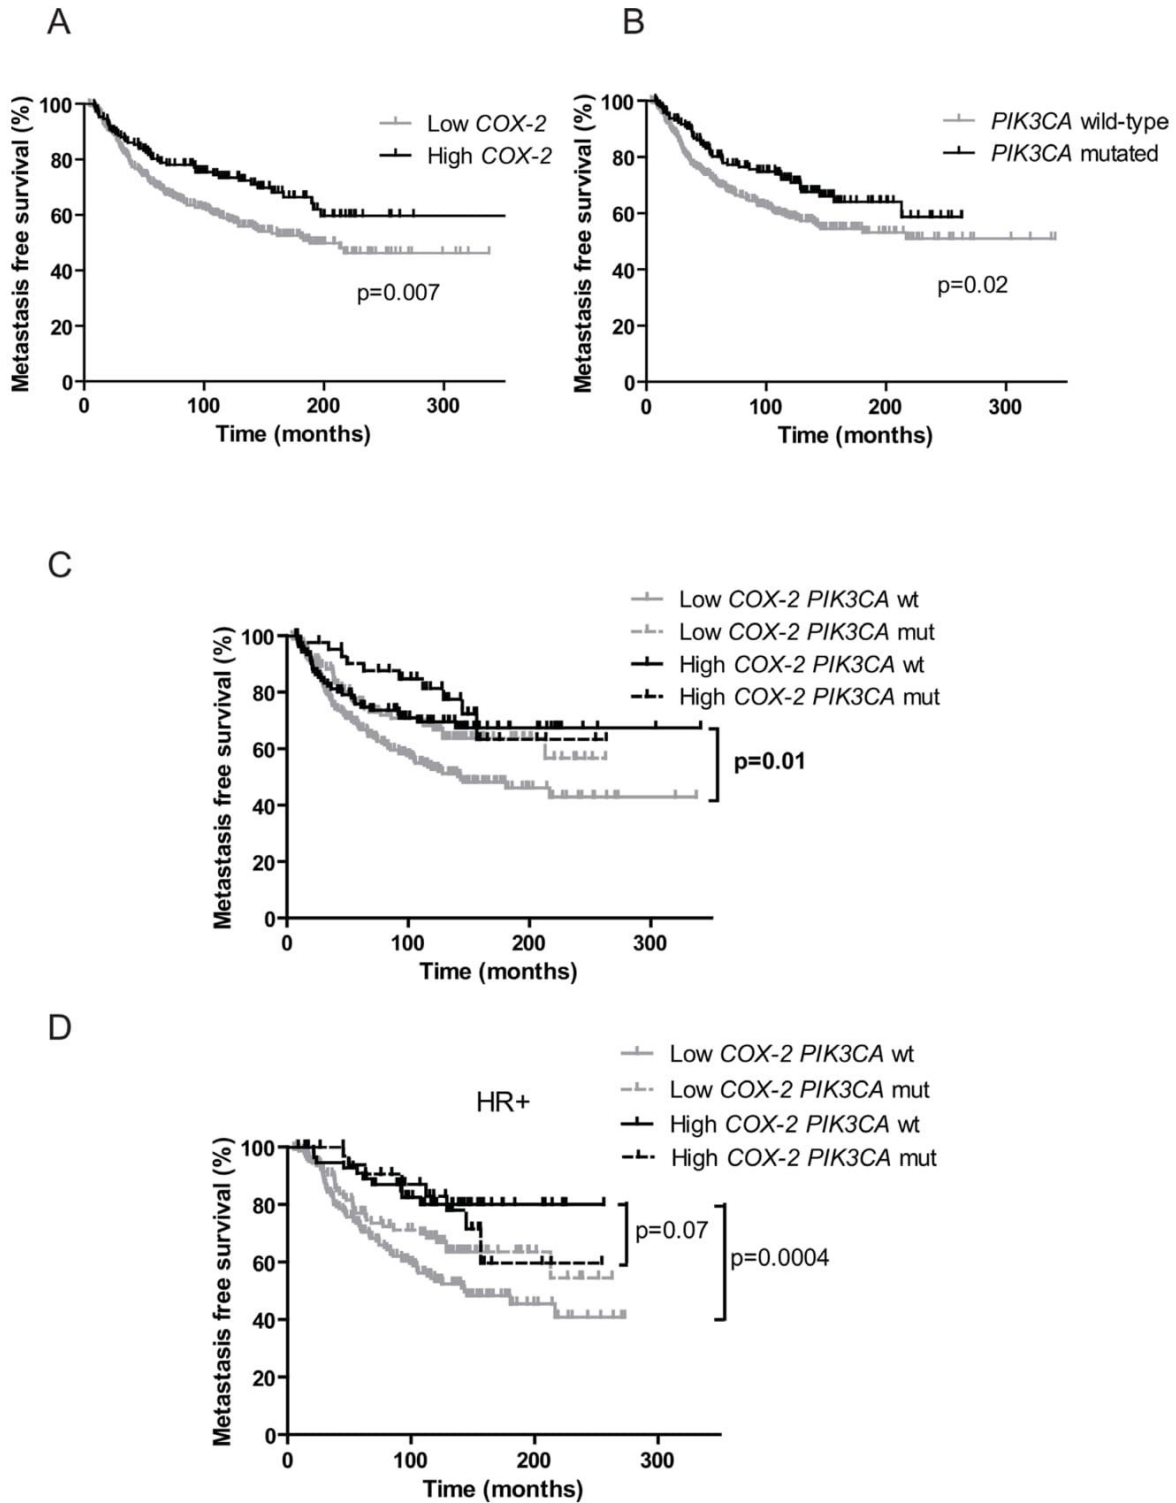 A
Metastasis free survival (%)
100
80
60
40
20
0
0 100 200 300
Time (months)
Low COX-2
High COX-2
p=0.007
B
Metastasis free survival (%)
100
80
60
40
20
0
0 100 200 300
Time (months)
PIK3CA wild-type
PIK3CA mutated
p=0.02
C
Low COX-2 PIK3CA wt
Low COX-2 PIK3CA mut
High COX-2 PIK3CA wt
High COX-2 PIK3CA mut
Metastasis free survival (%)
100
80
60
40
20
0
0 100 200 300
Time (months)
p=0.01
D
Low COX-2 PIK3CA wt
Low COX-2 PIK3CA mut
High COX-2 PIK3CA wt
High COX-2 PIK3CA mut
HR+
Metastasis free survival (%)
100
80
60
40
20
0
0 100 200 300
Time (months)
p=0.07
p=0.0004